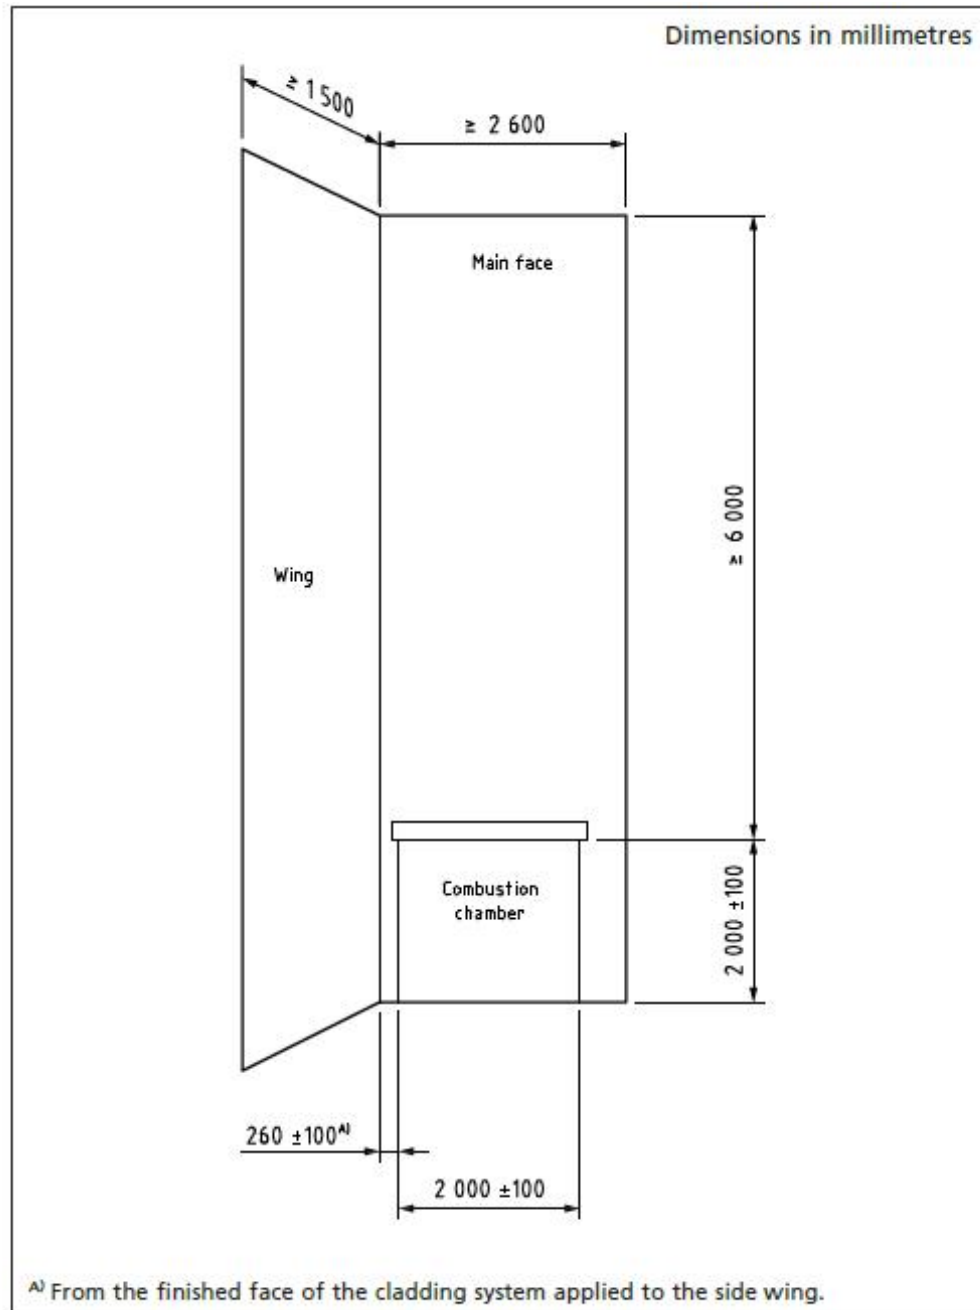 Dimensions in millimetres
≥ 1 500
≥ 2 600
Main face
≥ 6 000
Wing
Combustion
chamber
2 000 ±100
260 ±100ᴬ⁾
2 000 ±100
ᴬ⁾ From the finished face of the cladding system applied to the side wing.